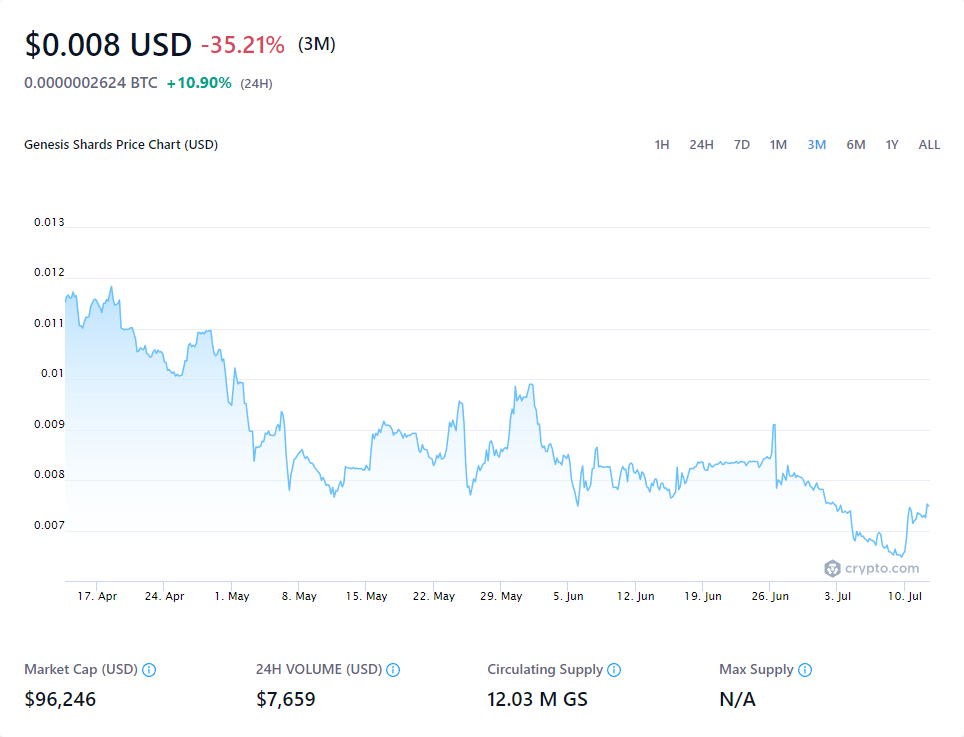 $0.008 USD -35.21% (3M)
0.0000002624 BTC +10.90% (24H)
Genesis Shards Price Chart (USD) 1H 24H 7D 1M 3M 6M 1Y ALL
0.013
0.012
0.011
0.01
0.009
0.008
0.007
crypto.com
17. Apr 24. Apr 1. May 8. May 15. May 22. May 29. May 5. Jun 12. Jun 19. Jun 26. Jun 3. Jul 10. Jul
Market Cap (USD) 24H VOLUME (USD) Circulating Supply Max Supply
$96,246 $7,659 12.03 M GS N/A